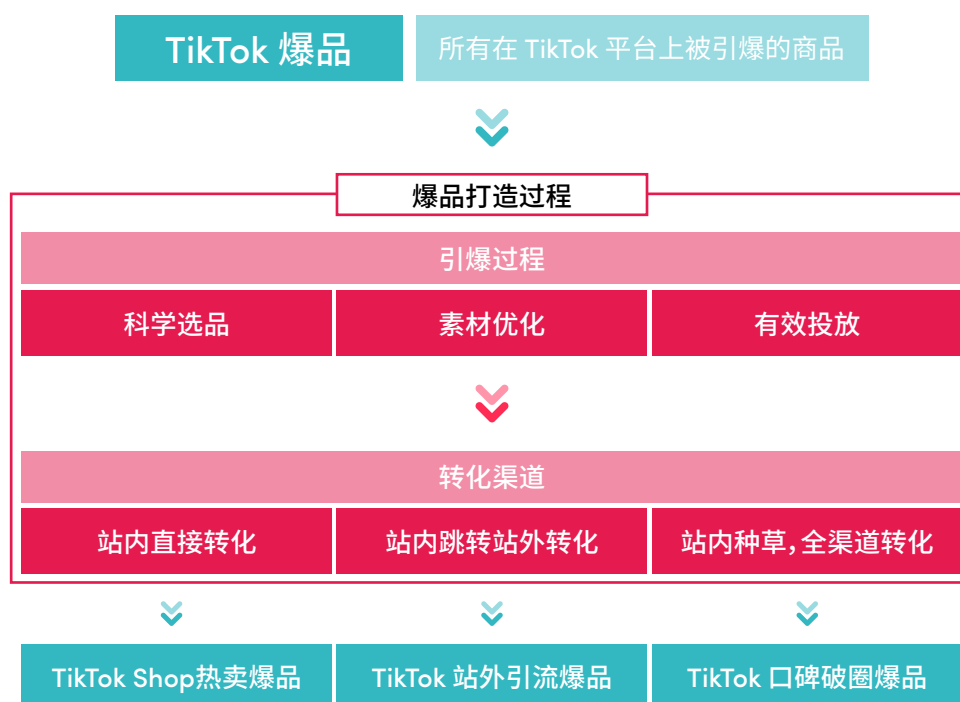 TikTok 爆品
所有在 TikTok 平台上被引爆的商品
爆品打造过程
引爆过程
科学选品
素材优化
有效投放
转化渠道
站内直接转化
站内跳转站外转化
站内种草,全渠道转化
TikTok Shop热卖爆品
TikTok 站外引流爆品
TikTok 口碑破圈爆品